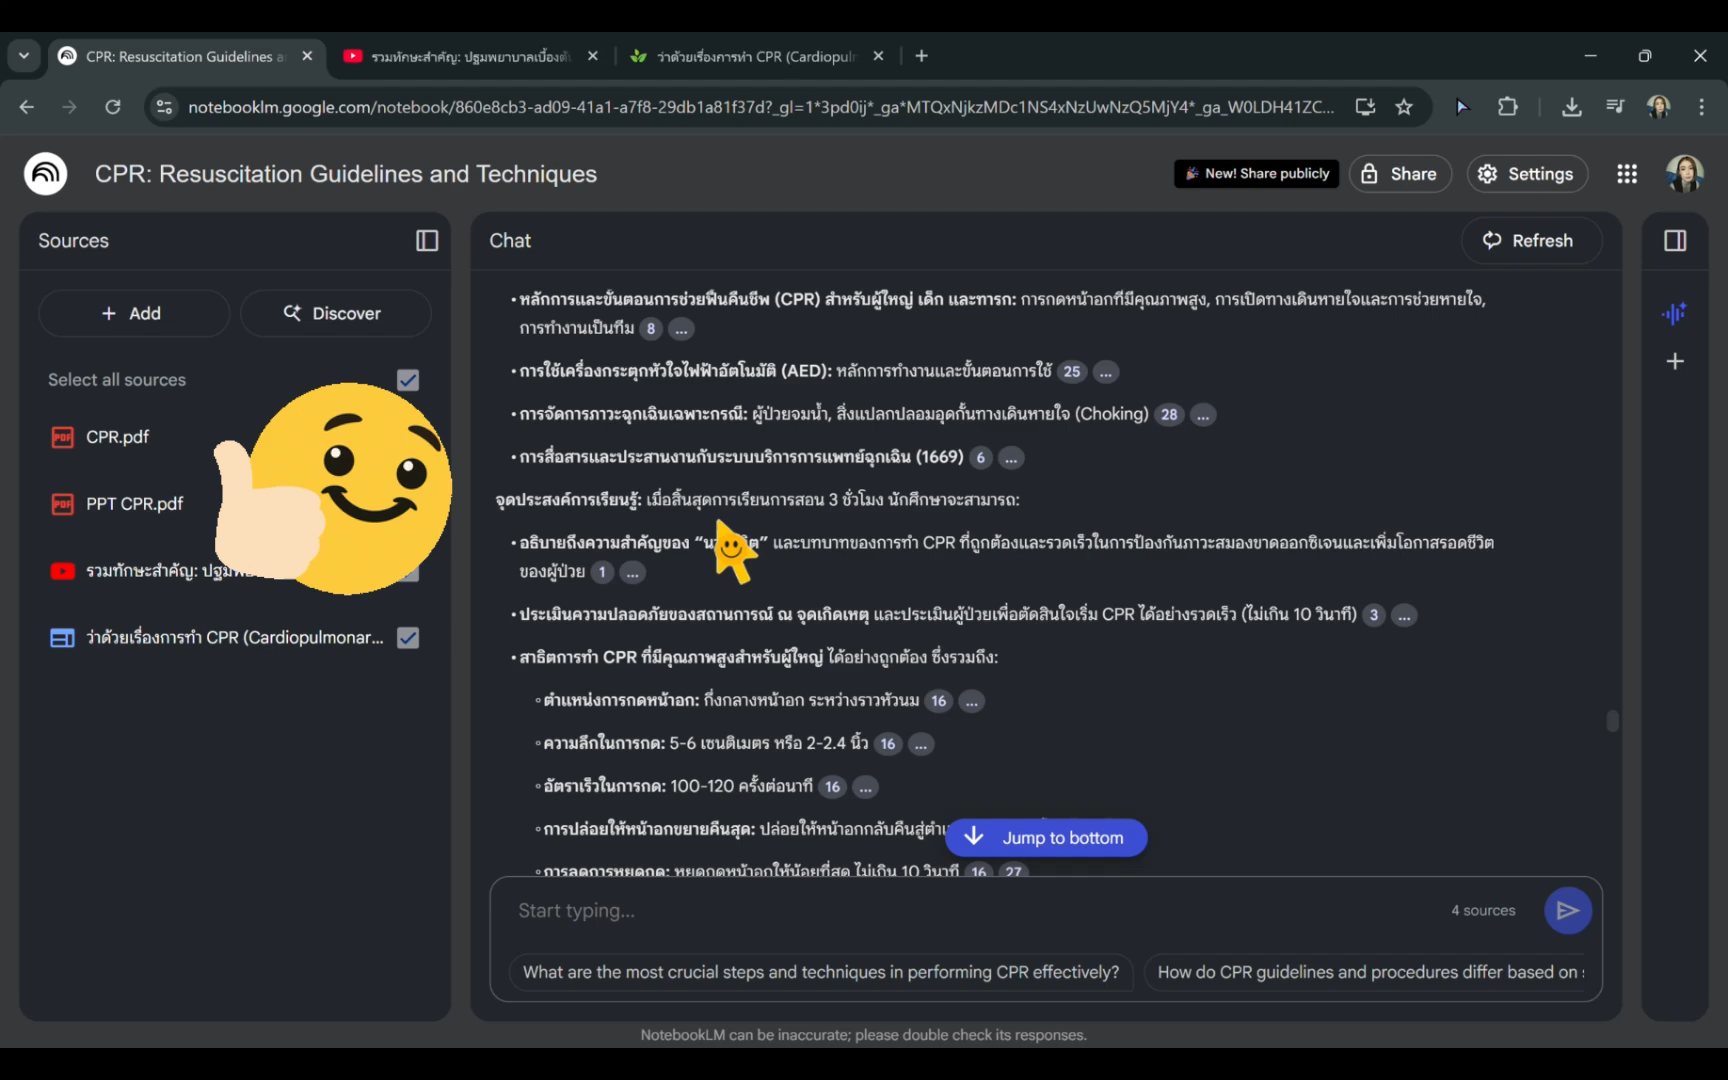 CPR: Resuscitation Guidelines a
รวมทักษะสำคัญ: ปฐมพยาบาลเบื้องต้
ว่าด้วยเรื่องการทำ CPR (Cardiopuln
notebooklm.google.com/notebook/860e8cb3-ad09-41a1-a7f8-29db1a81f37d?_gl=1*3pd0ij*_ga*MTQxNjkzMDc1NS4xNzUwNzQ5MjY4*_ga_W0LDH41ZC...
CPR: Resuscitation Guidelines and Techniques
New! Share publicly
Share
Settings
Sources
Chat
Refresh
+ Add
Discover
Select all sources
CPR.pdf
PPT CPR.pdf
รวมทักษะสำคัญ:
ว่าด้วยเรื่องการทำ CPR (Cardiopulmonar...
• หลักการและขั้นตอนการช่วยฟื้นคืนชีพ (CPR) สำหรับผู้ใหญ่ เด็ก และทารก: การกดหน้าอกที่มีคุณภาพสูง, การเปิดทางเดินหายใจและการช่วยหายใจ,
การทำงานเป็นทีม 8 ...
• การใช้เครื่องกระตุกหัวใจไฟฟ้าอัตโนมัติ (AED): หลักการทำงานและขั้นตอนการใช้ 25 ...
• การจัดการภาวะฉุกเฉินเฉพาะกรณี: ผู้ป่วยจมน้ำ, สิ่งแปลกปลอมอุดกั้นทางเดินหายใจ (Choking) 28 ...
• การสื่อสารและประสานงานกับระบบบริการการแพทย์ฉุกเฉิน (1669) 6 ...
จุดประสงค์การเรียนรู้: เมื่อสิ้นสุดการเรียนการสอน 3 ชั่วโมง นักศึกษาจะสามารถ:
• อธิบายถึงความสำคัญของ และบทบาทของการทำ CPR ที่ถูกต้องและรวดเร็วในการป้องกันภาวะสมองขาดออกซิเจนและเพิ่มโอกาสรอดชีวิต
ของผู้ป่วย 1 ...
• ประเมินความปลอดภัยของสถานการณ์ ณ จุดเกิดเหตุ และประเมินผู้ป่วยเพื่อตัดสินใจเริ่ม CPR ได้อย่างรวดเร็ว (ไม่เกิน 10 วินาที) 3 ...
• สาธิตการทำ CPR ที่มีคุณภาพสูงสำหรับผู้ใหญ่ ได้อย่างถูกต้อง ซึ่งรวมถึง:
◦ ตำแหน่งการกดหน้าอก: กึ่งกลางหน้าอก ระหว่างราวหัวนม 16 ...
◦ ความลึกในการกด: 5-6 เซนติเมตร หรือ 2-2.4 นิ้ว 16 ...
◦ อัตราเร็วในการกด: 100-120 ครั้งต่อนาที 16 ...
◦ การปล่อยให้หน้าอกขยายคืนสุด: ปล่อยให้หน้าอกกลับคืนสู่
◦ การลดการหยุดกด: หยุดกดหน้าอกให้น้อยที่สุด ไม่เกิน 10 วินาที 16 27
Jump to bottom
Start typing...
4 sources
What are the most crucial steps and techniques in performing CPR effectively?
How do CPR guidelines and procedures differ based on
NotebookLM can be inaccurate; please double check its responses.